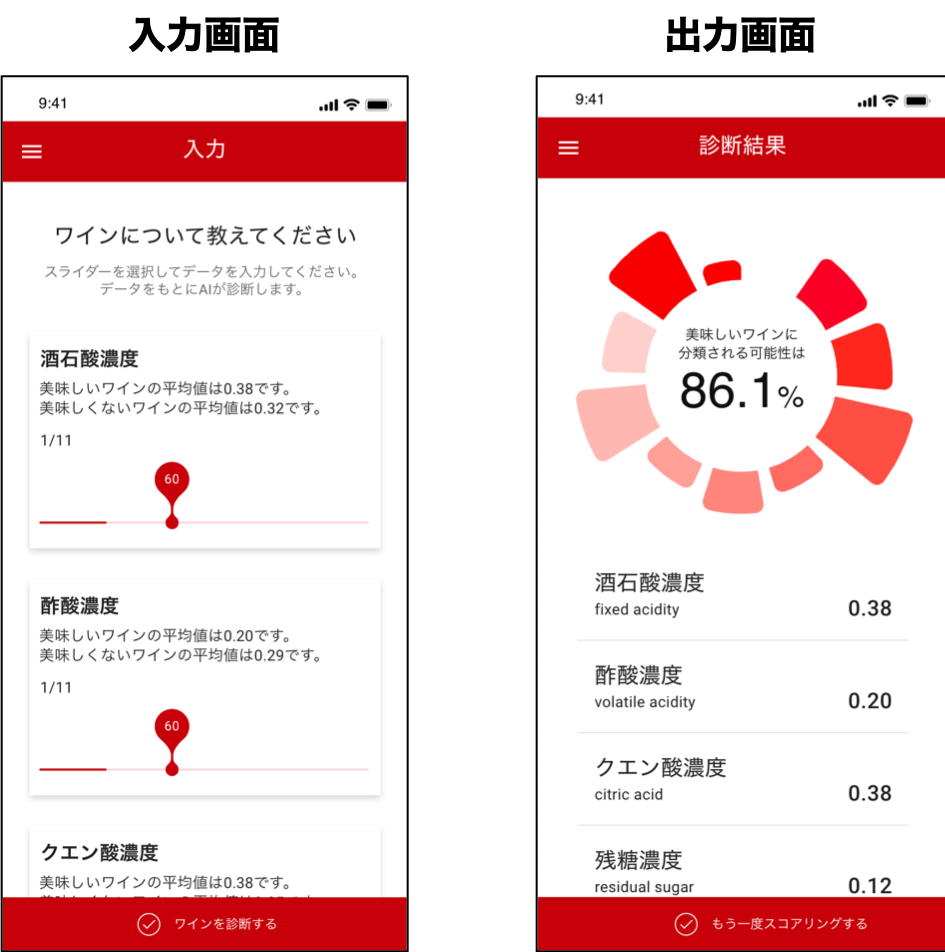 入力画面
9:41
入力
ワインについて教えてください
スライダーを選択してデータを入力してください。
データをもとにAIが診断します。
酒石酸濃度
美味しいワインの平均値は0.38です。
美味しくないワインの平均値は0.32です。
1/11
60
酢酸濃度
美味しいワインの平均値は0.20です。
美味しくないワインの平均値は0.29です。
1/11
60
クエン酸濃度
美味しいワインの平均値は0.38です。
ワインを診断する
出力画面
9:41
診断結果
美味しいワインに
分類される可能性は
86.1%
酒石酸濃度
fixed acidity
0.38
酢酸濃度
volatile acidity
0.20
クエン酸濃度
citric acid
0.38
残糖濃度
residual sugar
0.12
もう一度スコアリングする